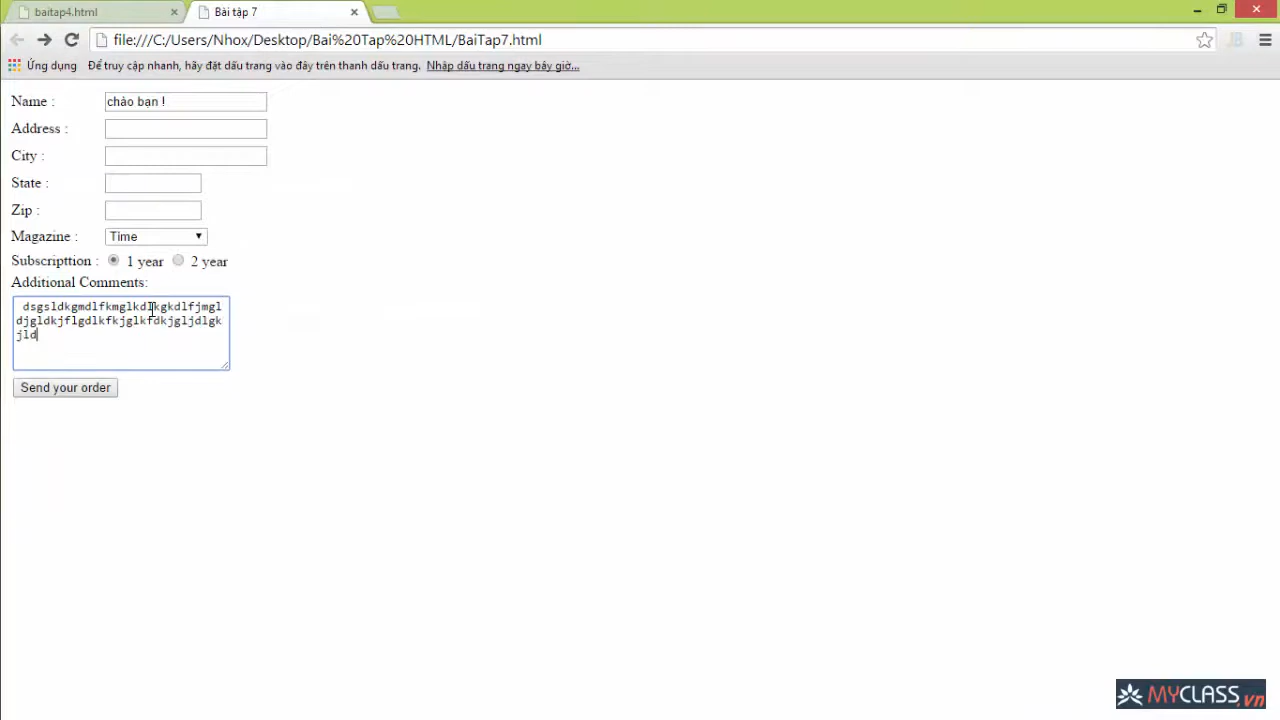 baitap4.html
Bài tập 7
file:///C:/Users/Nhox/Desktop/Bai%20Tap%20HTML/BaiTap7.html
Ứng dụng Để truy cập nhanh, hãy đặt dấu trang vào đây trên thanh dấu trang. Nhập dấu trang ngay bây giờ...
Name : chào bạn !
Address :
City :
State :
Zip :
Magazine : Time
Subscripttion : 1 year 2 year
Additional Comments:
dsgsldkgmdlfkmglkdlkgkdlfjmgl
djgldkjflgdlkfkjglkfdkjgljdlgk
jld
Send your order
MYCLASS.vn